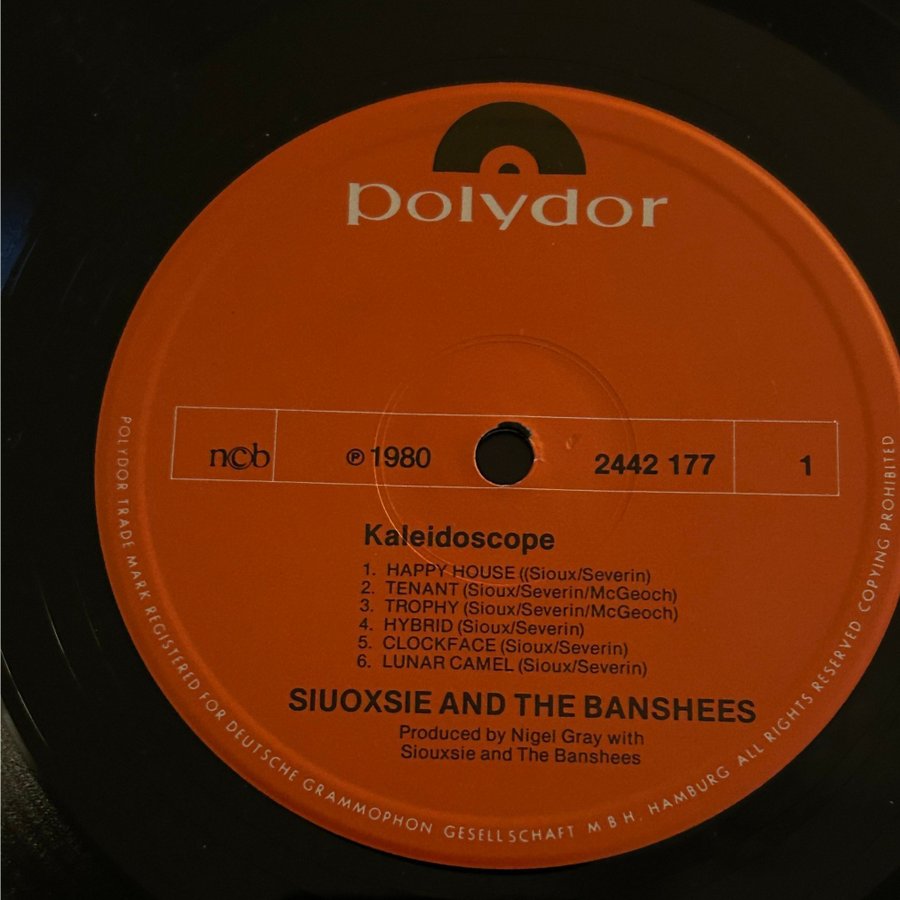 polydor
n©b ℗ 1980 2442 177 1
Kaleidoscope
1. HAPPY HOUSE ((Sioux/Severin)
2. TENANT (Sioux/Severin/McGeoch)
3. TROPHY (Sioux/Severin/McGeoch)
4. HYBRID (Sioux/Severin)
5. CLOCKFACE (Sioux/Severin)
6. LUNAR CAMEL (Sioux/Severin)
SIUOXSIE AND THE BANSHEES
Produced by Nigel Gray with
Siouxsie and The Banshees
POLYDOR TRADE MARK REGISTERED FOR DEUTSCHE GRAMMOPHON GESELLSCHAFT M B H, HAMBURG ALL RIGHTS RESERVED COPYING PROHIBITED